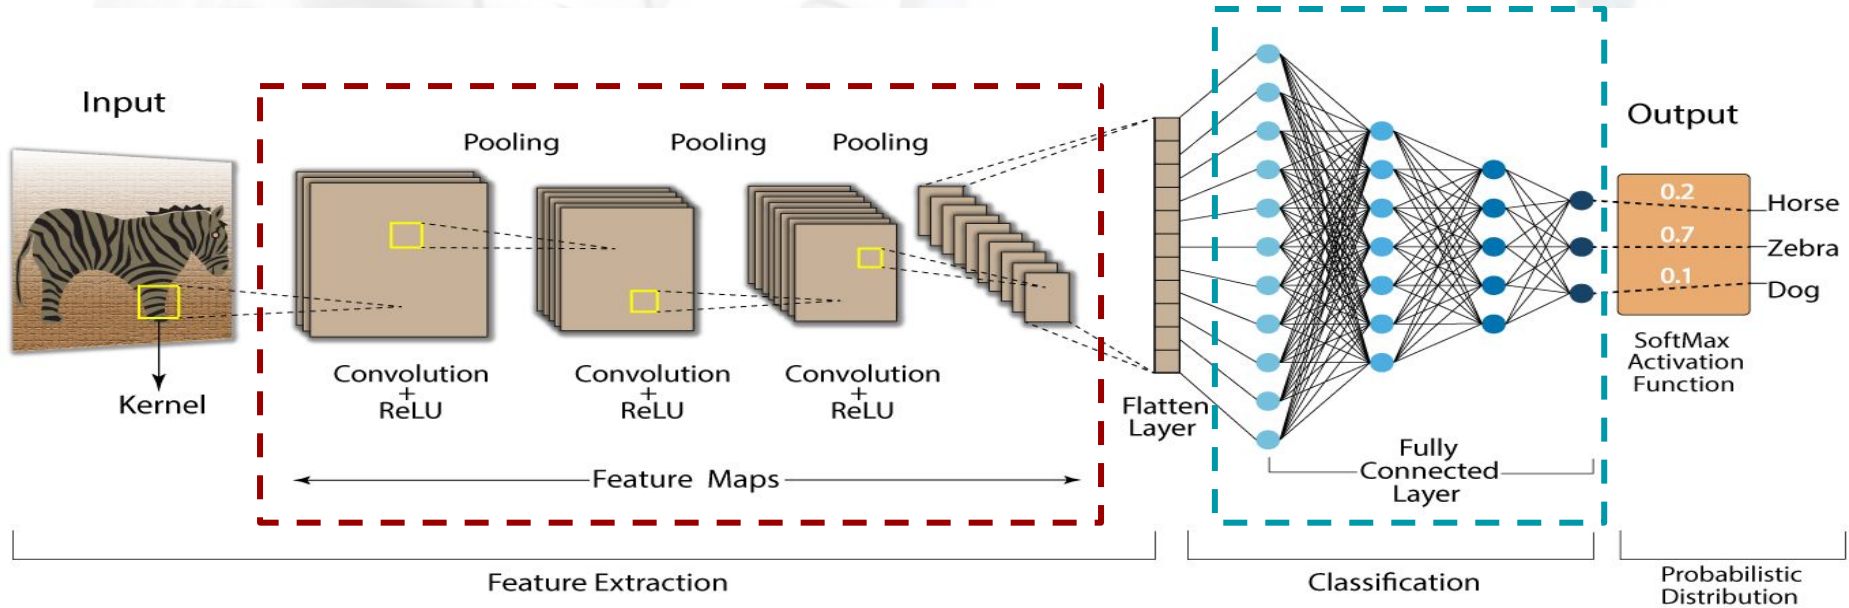 Input
Kernel
Pooling
Pooling
Pooling
Convolution
+
ReLU
Convolution
+
ReLU
Convolution
+
ReLU
Feature Maps
Flatten
Layer
Fully
Connected
Layer
Output
0.2
Horse
0.7
Zebra
0.1
Dog
SoftMax
Activation
Function
Feature Extraction
Classification
Probabilistic
Distribution